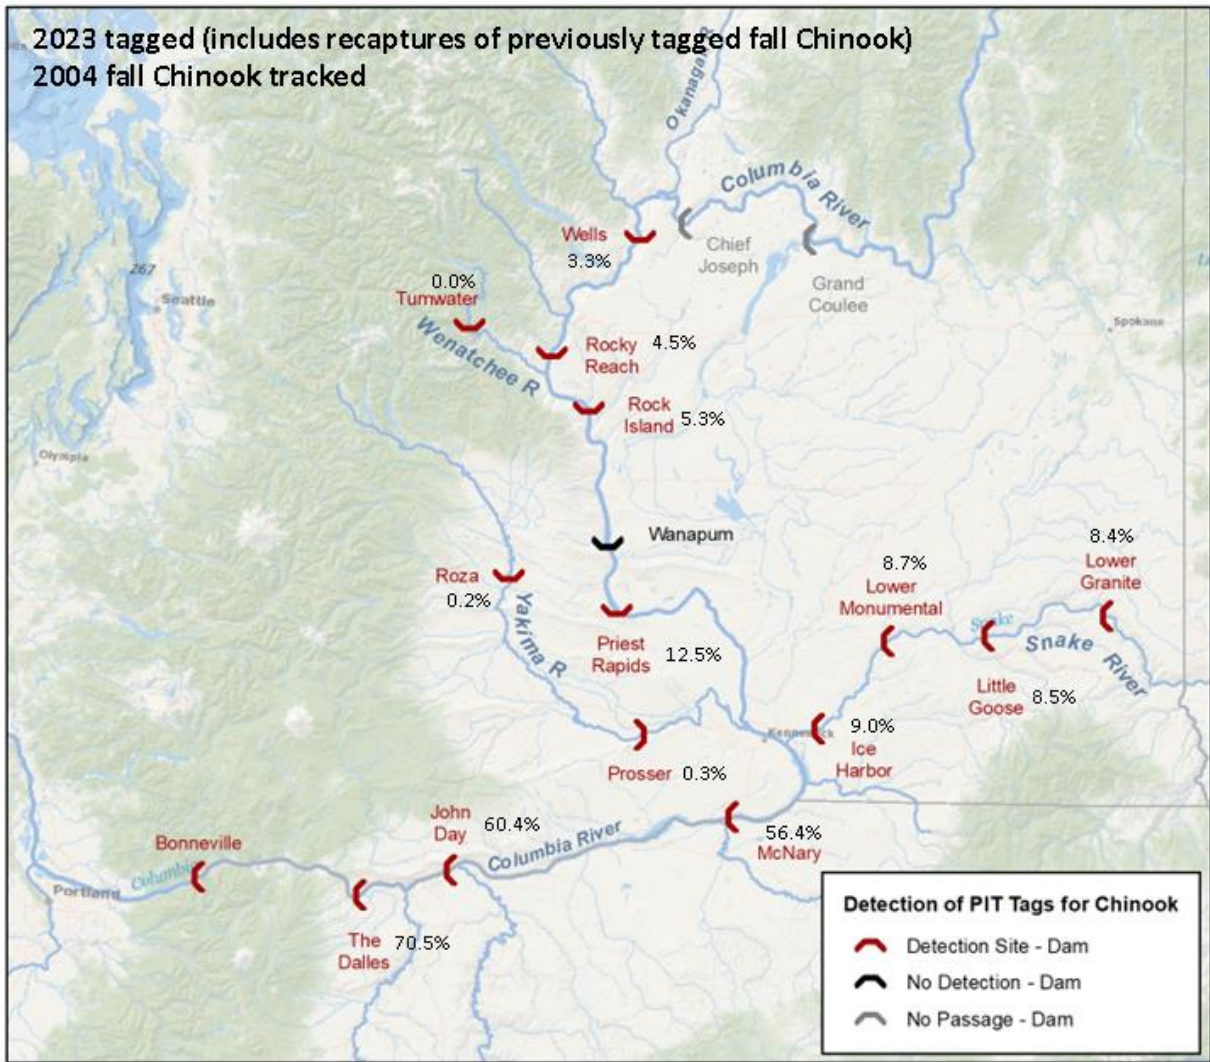 2023 tagged (includes recaptures of previously tagged fall Chinook)
2004 fall Chinook tracked
Okanagan R
Columbia River
Wells
3.3%
Chief
Joseph
Grand
Coulee
267
Seattle
0.0%
Tumwater
Wenatchee R
Rocky
Reach
4.5%
Spokane
Rock
Island
5.3%
Olympia
Wanapum
Roza
0.2%
Yakima R
Priest
Rapids
12.5%
8.7%
Lower
Monumental
8.4%
Lower
Granite
Snake
Snake River
Little
Goose
8.5%
Kennewick
9.0%
Ice
Harbor
Prosser
0.3%
John
Day
60.4%
Columbia River
56.4%
McNary
Bonneville
Columbia
Portland
The
Dalles
70.5%
Detection of PIT Tags for Chinook
Detection Site - Dam
No Detection - Dam
No Passage - Dam